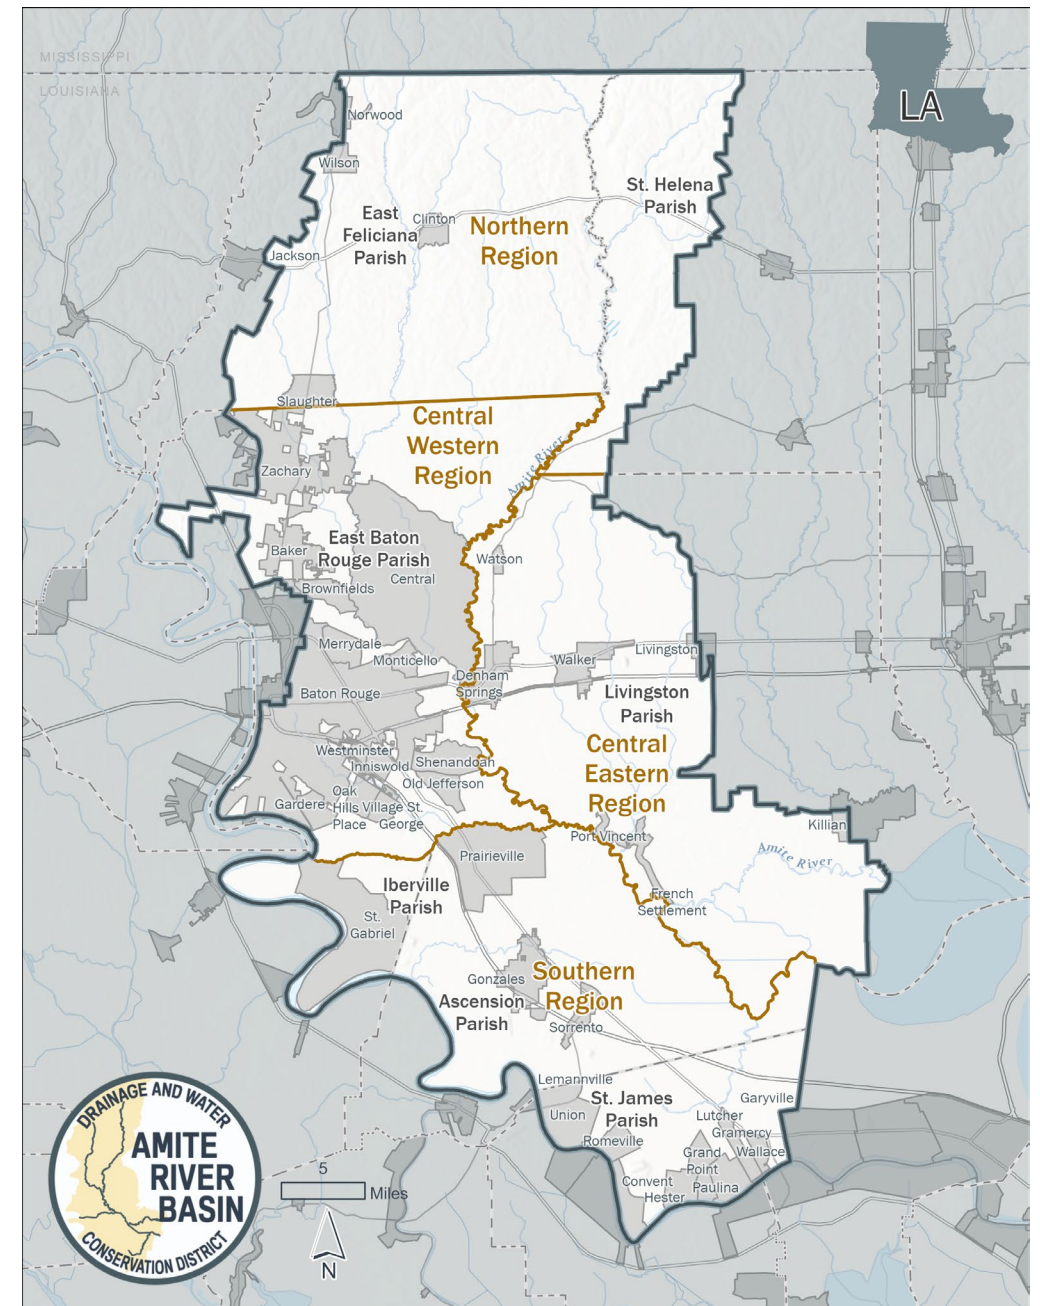 MISSISSIPPI
LOUISIANA
LA
Norwood
Wilson
St. Helena
Parish
East
Feliciana
Parish
Clinton
Northern
Region
Jackson
Slaughter
Central
Western
Region
Amite River
Zachary
East Baton
Rouge Parish
Baker
Central
Watson
Brownfields
Merrydale
Monticello
Walker
Livingston
Denham
Springs
Baton Rouge
Livingston
Parish
Westminster
Inniswold
Shenandoah
Central
Eastern
Region
Old Jefferson
Gardere
Oak
Hills
Place
Village St.
George
Port Vincent
Killian
Amite River
Prairieville
Iberville
Parish
French
Settlement
St.
Gabriel
Gonzales
Southern
Region
Ascension
Parish
Sorrento
Lemannville
St. James
Parish
Union
Garyville
Lutcher
Gramercy
Romeville
Grand
Point
Wallace
Convent
Paulina
Hester
DRAINAGE AND WATER
AMITE
RIVER
BASIN
CONSERVATION DISTRICT
5
Miles
N